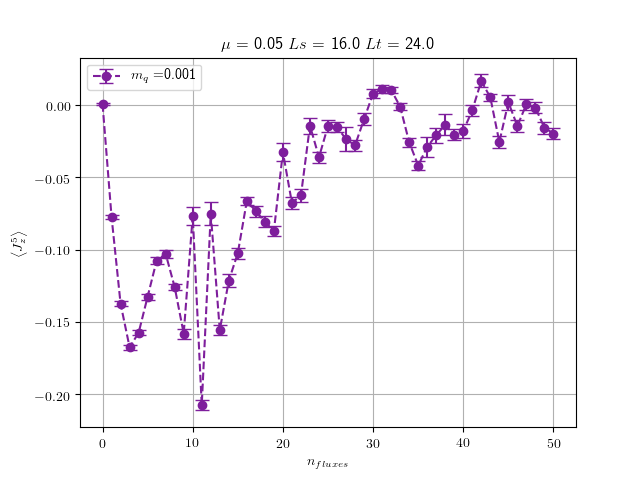 μ = 0.05 Ls = 16.0 Lt = 24.0
m_q =0.001
0.00
−0.05
−0.10
−0.15
−0.20
⟨J_z^5⟩
0 10 20 30 40 50
n_fluxes